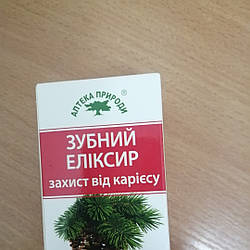 АПТЕКА ПРИРОДИ®
ЗУБНИЙ
ЕЛІКСИР
захист від карієсу